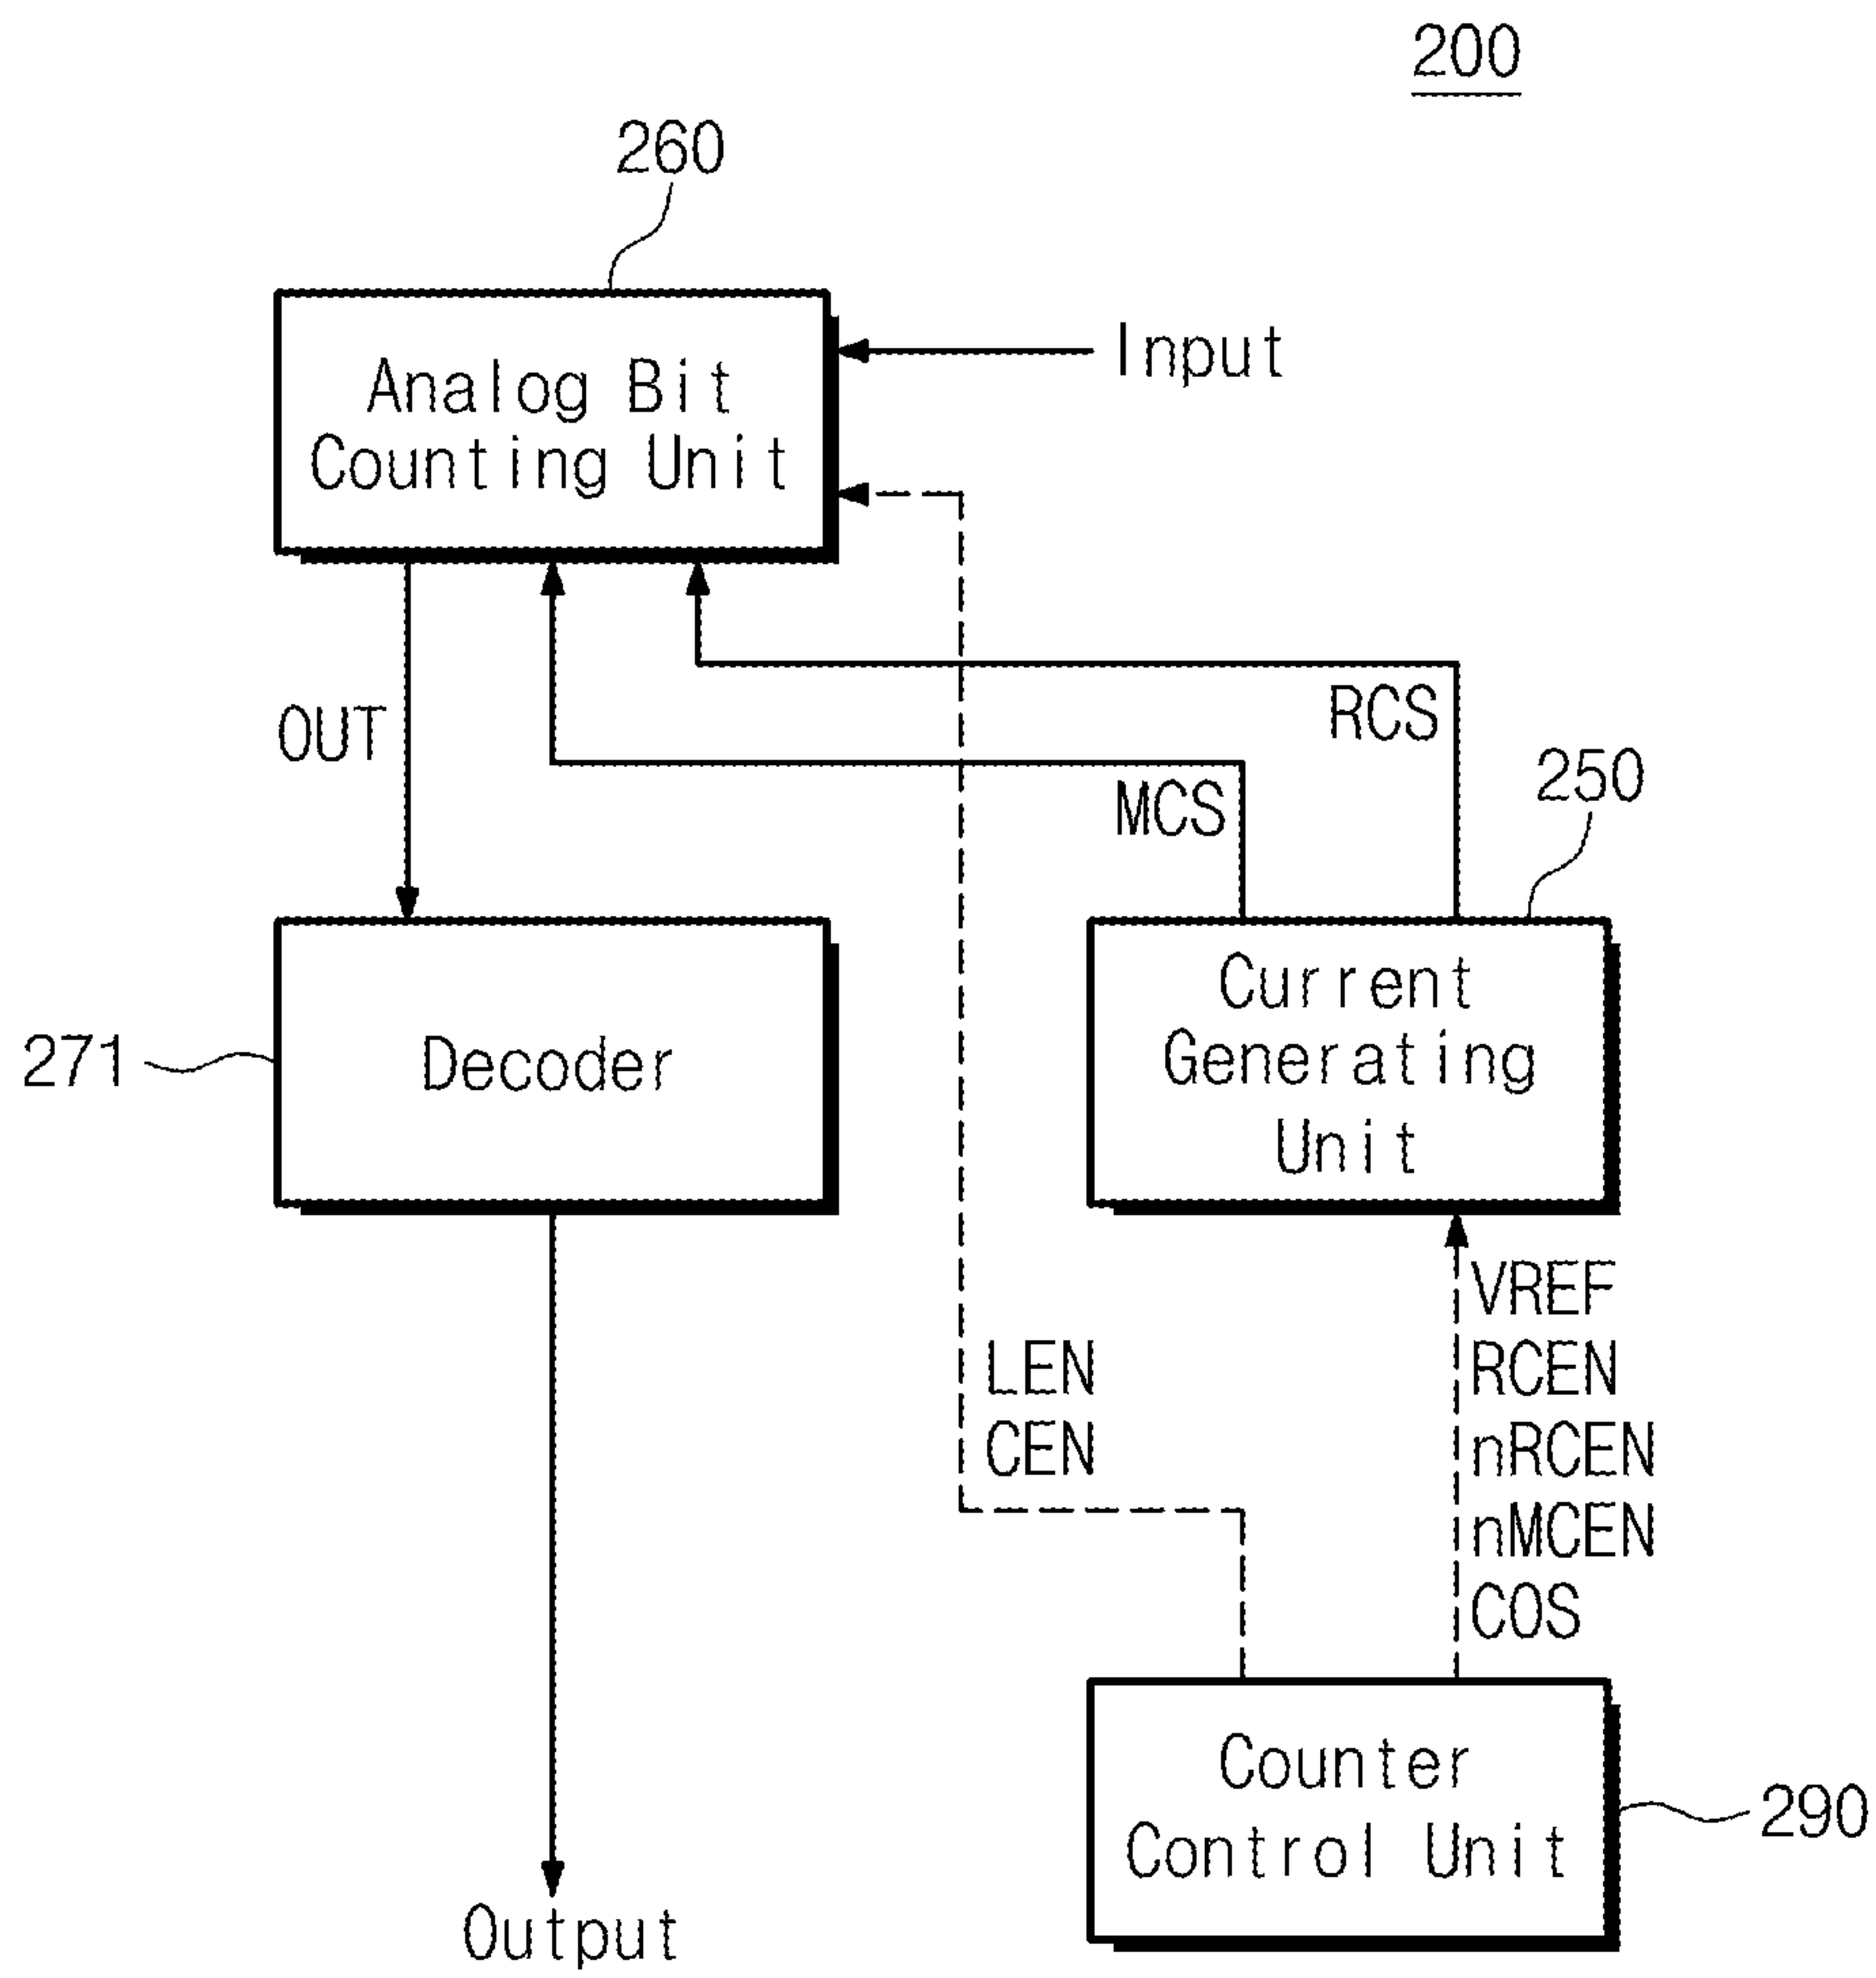 200
260
Analog Bit
Counting Unit
Input
OUT
RCS
MCS
250
271
Decoder
Current
Generating
Unit
VREF
RCEN
nRCEN
nMCEN
COS
LEN
CEN
Counter
Control Unit
290
Output